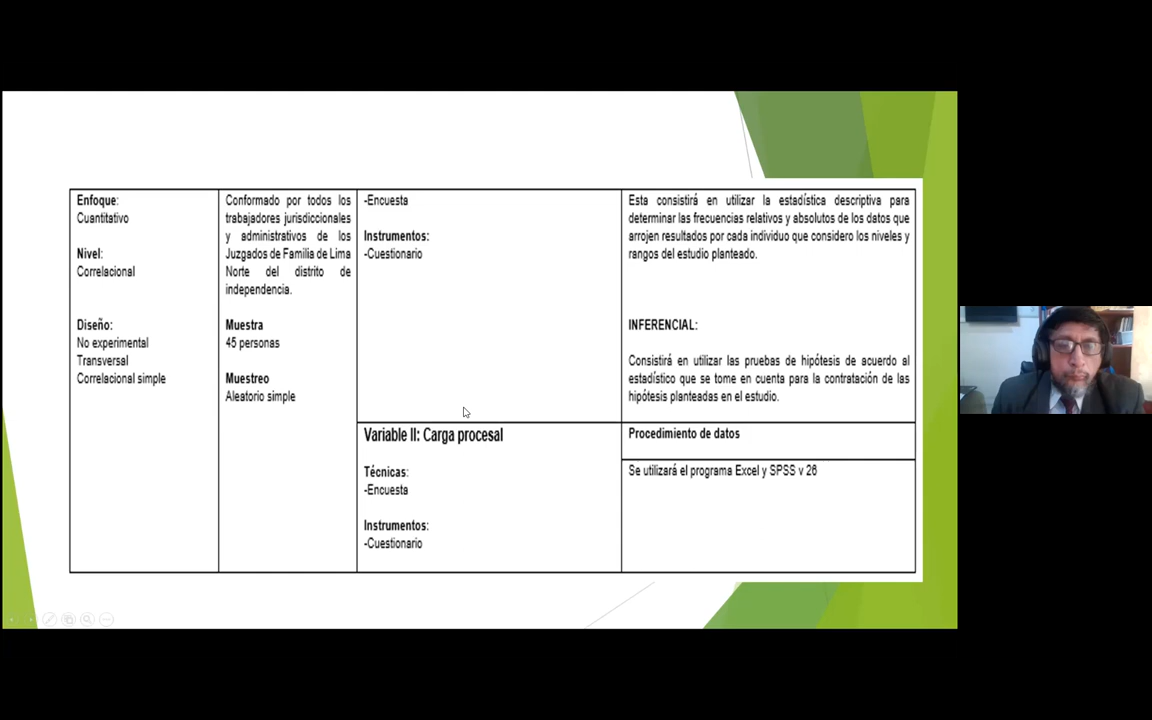 Enfoque:
Cuantitativo
Nivel:
Correlacional
Diseño:
No experimental
Transversal
Correlacional simple
Conformado por todos los
trabajadores jurisdiccionales
y administrativos de los
Juzgados de Familia de Lima
Norte del distrito de
independencia.
Muestra
45 personas
Muestreo
Aleatorio simple
-Encuesta
Instrumentos:
-Cuestionario
Variable II: Carga procesal
Técnicas:
-Encuesta
Instrumentos:
-Cuestionario
Esta consistirá en utilizar la estadística descriptiva para
determinar las frecuencias relativos y absolutos de los datos que
arrojen resultados por cada individuo que considero los niveles y
rangos del estudio planteado.
INFERENCIAL:
Consistirá en utilizar las pruebas de hipótesis de acuerdo al
estadístico que se tome en cuenta para la contratación de las
hipótesis planteadas en el estudio.
Procedimiento de datos
Se utilizará el programa Excel y SPSS v 26